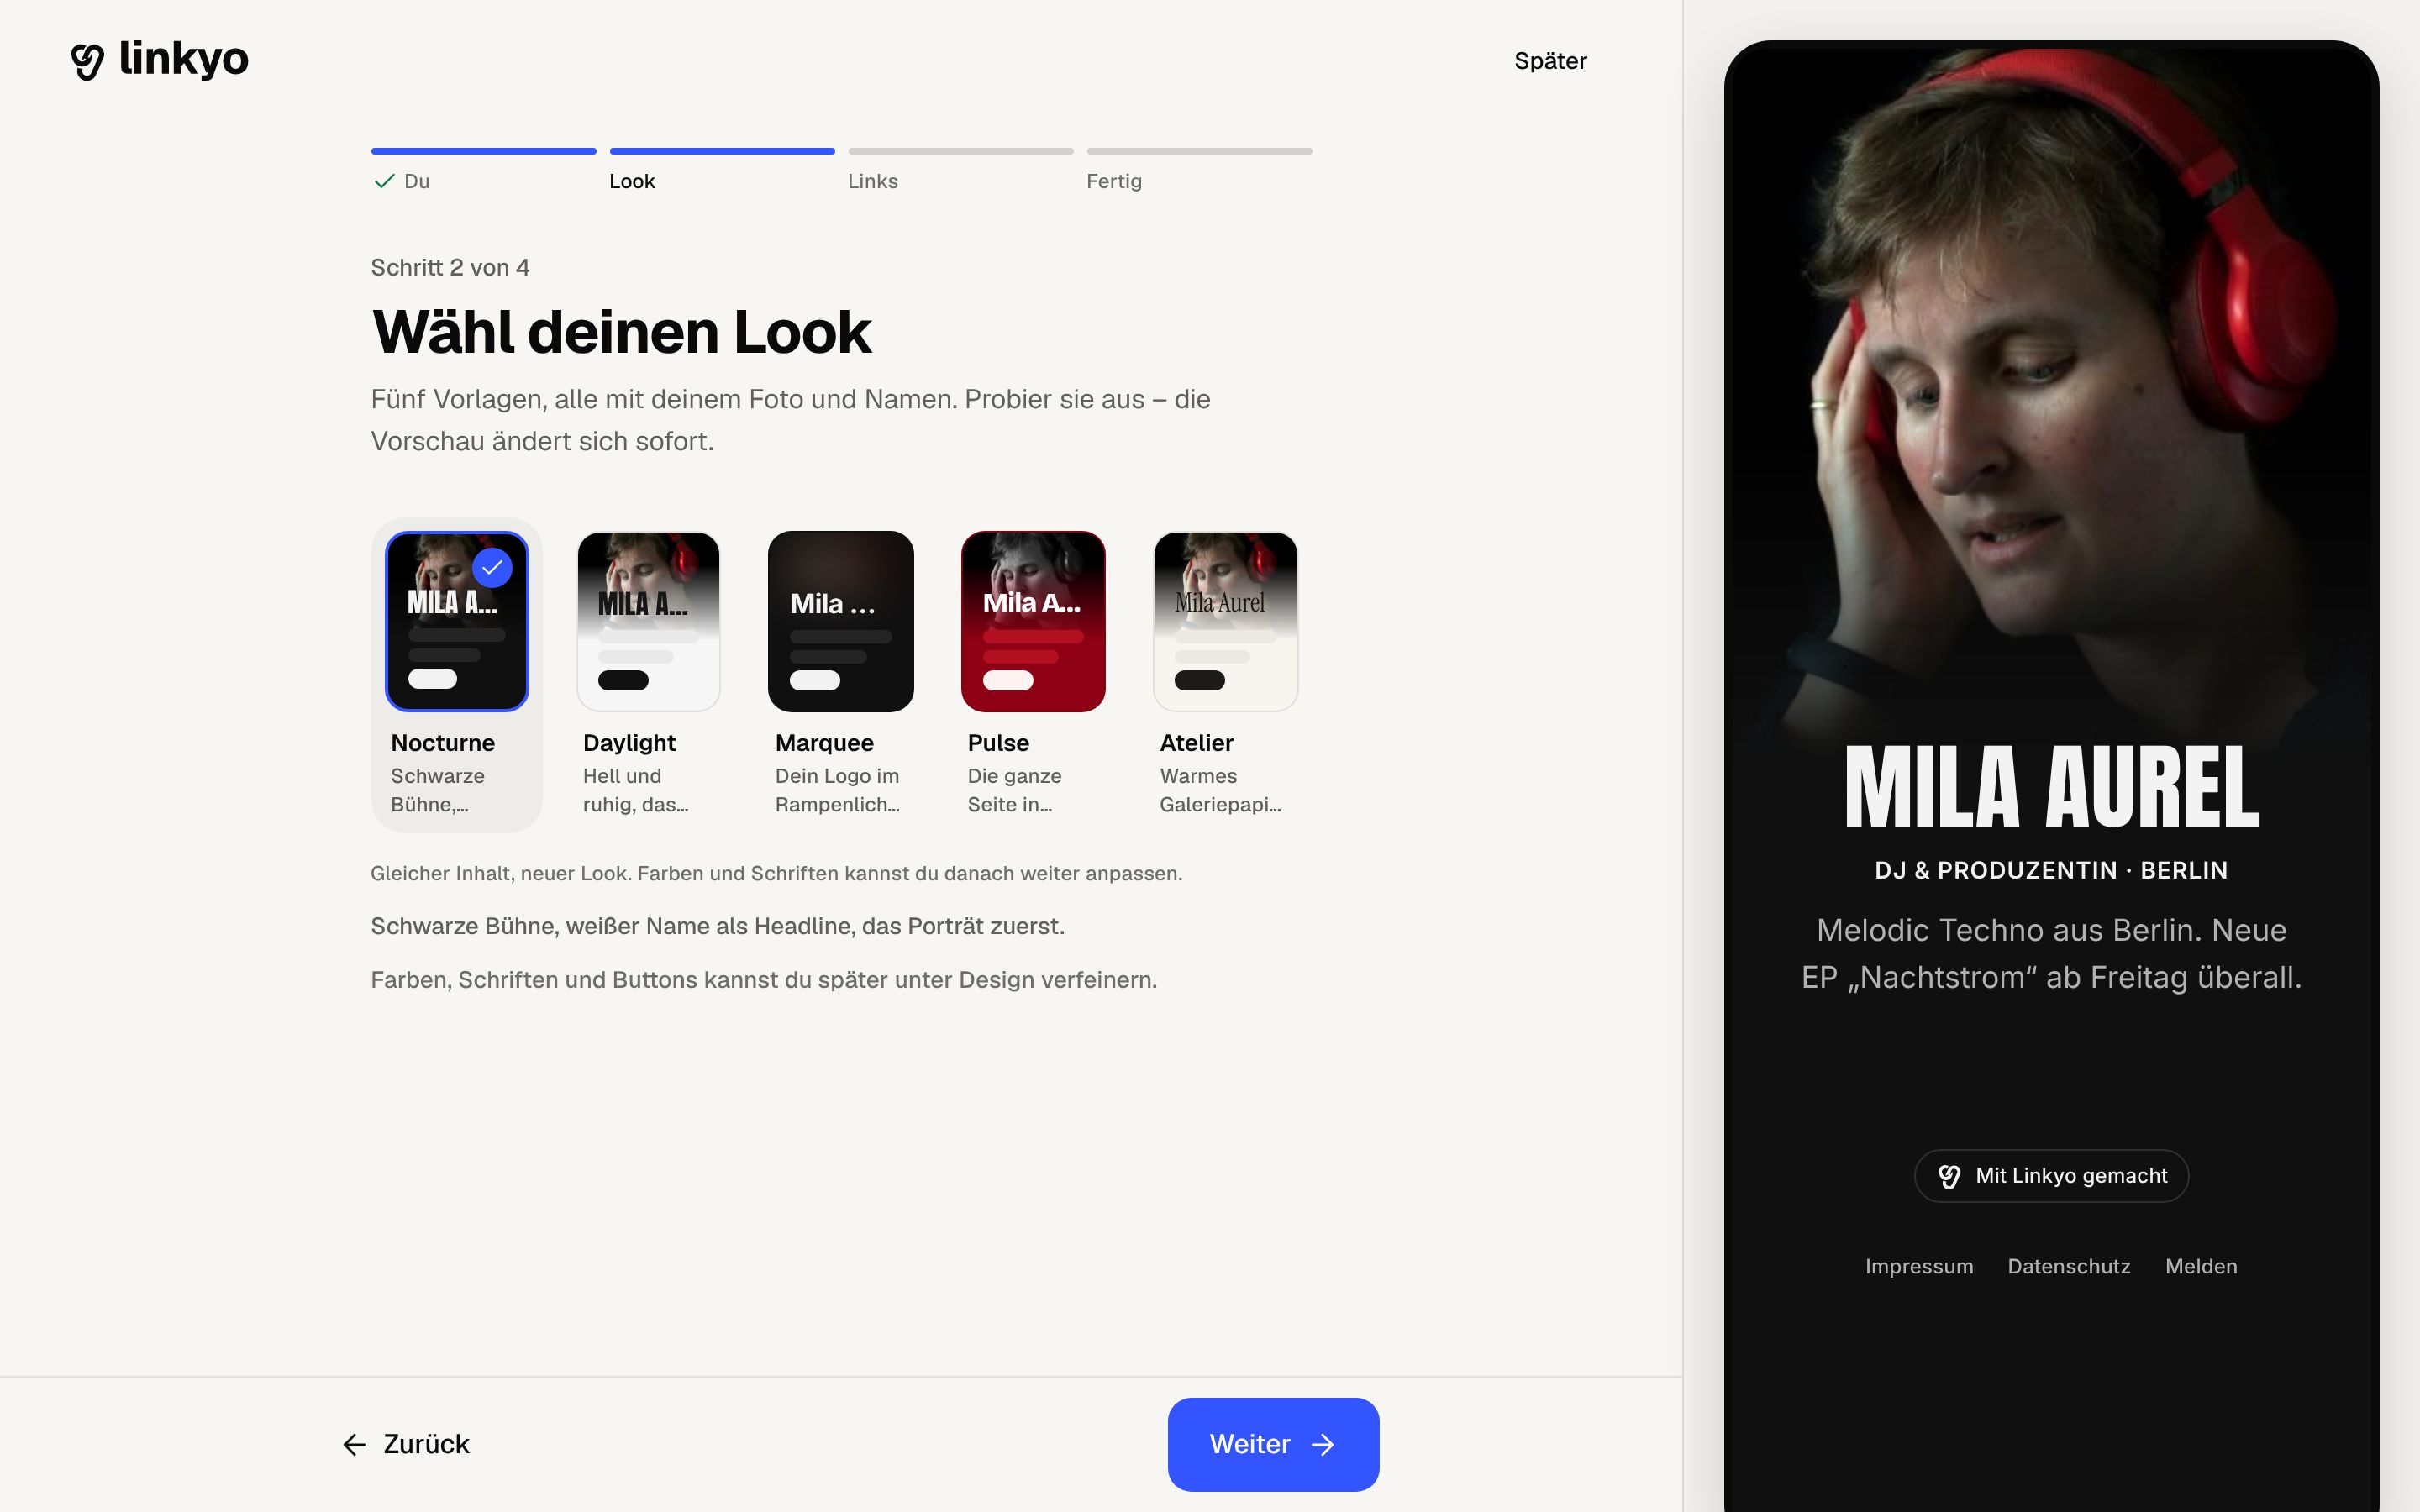 linkyo
Später
Du
Look
Links
Fertig
Schritt 2 von 4
Wähl deinen Look
Fünf Vorlagen, alle mit deinem Foto und Namen. Probier sie aus – die
Vorschau ändert sich sofort.
MILA A...
MILA A...
Mila ...
Mila A...
Mila Aurel
Nocturne
Schwarze
Bühne,...
Daylight
Hell und
ruhig, das...
Marquee
Dein Logo im
Rampenlich...
Pulse
Die ganze
Seite in...
Atelier
Warmes
Galeriepapi...
Gleicher Inhalt, neuer Look. Farben und Schriften kannst du danach weiter anpassen.
Schwarze Bühne, weißer Name als Headline, das Porträt zuerst.
Farben, Schriften und Buttons kannst du später unter Design verfeinern.
Zurück
Weiter
MILA AUREL
DJ & PRODUZENTIN · BERLIN
Melodic Techno aus Berlin. Neue
EP „Nachtstrom“ ab Freitag überall.
Mit Linkyo gemacht
Impressum Datenschutz Melden